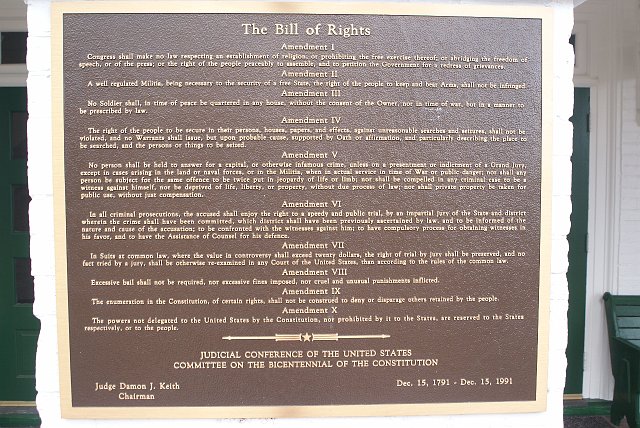 The Bill of Rights
Amendment I
Congress shall make no law respecting an establishment of religion, or prohibiting the free exercise thereof; or abridging the freedom of
speech, or of the press; or the right of the people peaceably to assemble, and to petition the Government for a redress of grievances.
Amendment II
A well regulated Militia, being necessary to the security of a free State, the right of the people to keep and bear Arms, shall not be infringed
Amendment III
No Soldier shall, in time of peace be quartered in any house, without the consent of the Owner, nor in time of war, but in a manner to
be prescribed by law.
Amendment IV
The right of the people to be secure in their persons, houses, papers, and effects, against unreasonable searches and seizures, shall not be
violated, and no Warrants shall issue, but upon probable cause, supported by Oath or affirmation, and particularly describing the place to
be searched, and the persons or things to be seized.
Amendment V
No person shall be held to answer for a capital, or otherwise infamous crime, unless on a presentment or indictment of a Grand Jury,
except in cases arising in the land or naval forces, or in the Militia, when in actual service in time of War or public danger; nor shall any
person be subject for the same offence to be twice put in jeopardy of life or limb; nor shall be compelled in any criminal case to be a
witness against himself, nor be deprived of life, liberty, or property, without due process of law; nor shall private property be taken for
public use, without just compensation.
Amendment VI
In all criminal prosecutions, the accused shall enjoy the right to a speedy and public trial, by an impartial jury of the State and district
wherein the crime shall have been committed, which district shall have been previously ascertained by law, and to be informed of the
nature and cause of the accusation; to be confronted with the witnesses against him; to have compulsory process for obtaining witnesses in
his favor, and to have the Assistance of Counsel for his defence.
Amendment VII
In Suits at common law, where the value in controversy shall exceed twenty dollars, the right of trial by jury shall be preserved, and no
fact tried by a jury, shall be otherwise re-examined in any Court of the United States, than according to the rules of the common law.
Amendment VIII
Excessive bail shall not be required, nor excessive fines imposed, nor cruel and unusual punishments inflicted.
Amendment IX
The enumeration in the Constitution, of certain rights, shall not be construed to deny or disparage others retained by the people.
Amendment X
The powers not delegated to the United States by the Constitution, nor prohibited by it to the States, are reserved to the States
respectively, or to the people.
JUDICIAL CONFERENCE OF THE UNITED STATES
COMMITTEE ON THE BICENTENNIAL OF THE CONSTITUTION
Judge Damon J. Keith
Chairman
Dec. 15, 1791 - Dec. 15, 1991